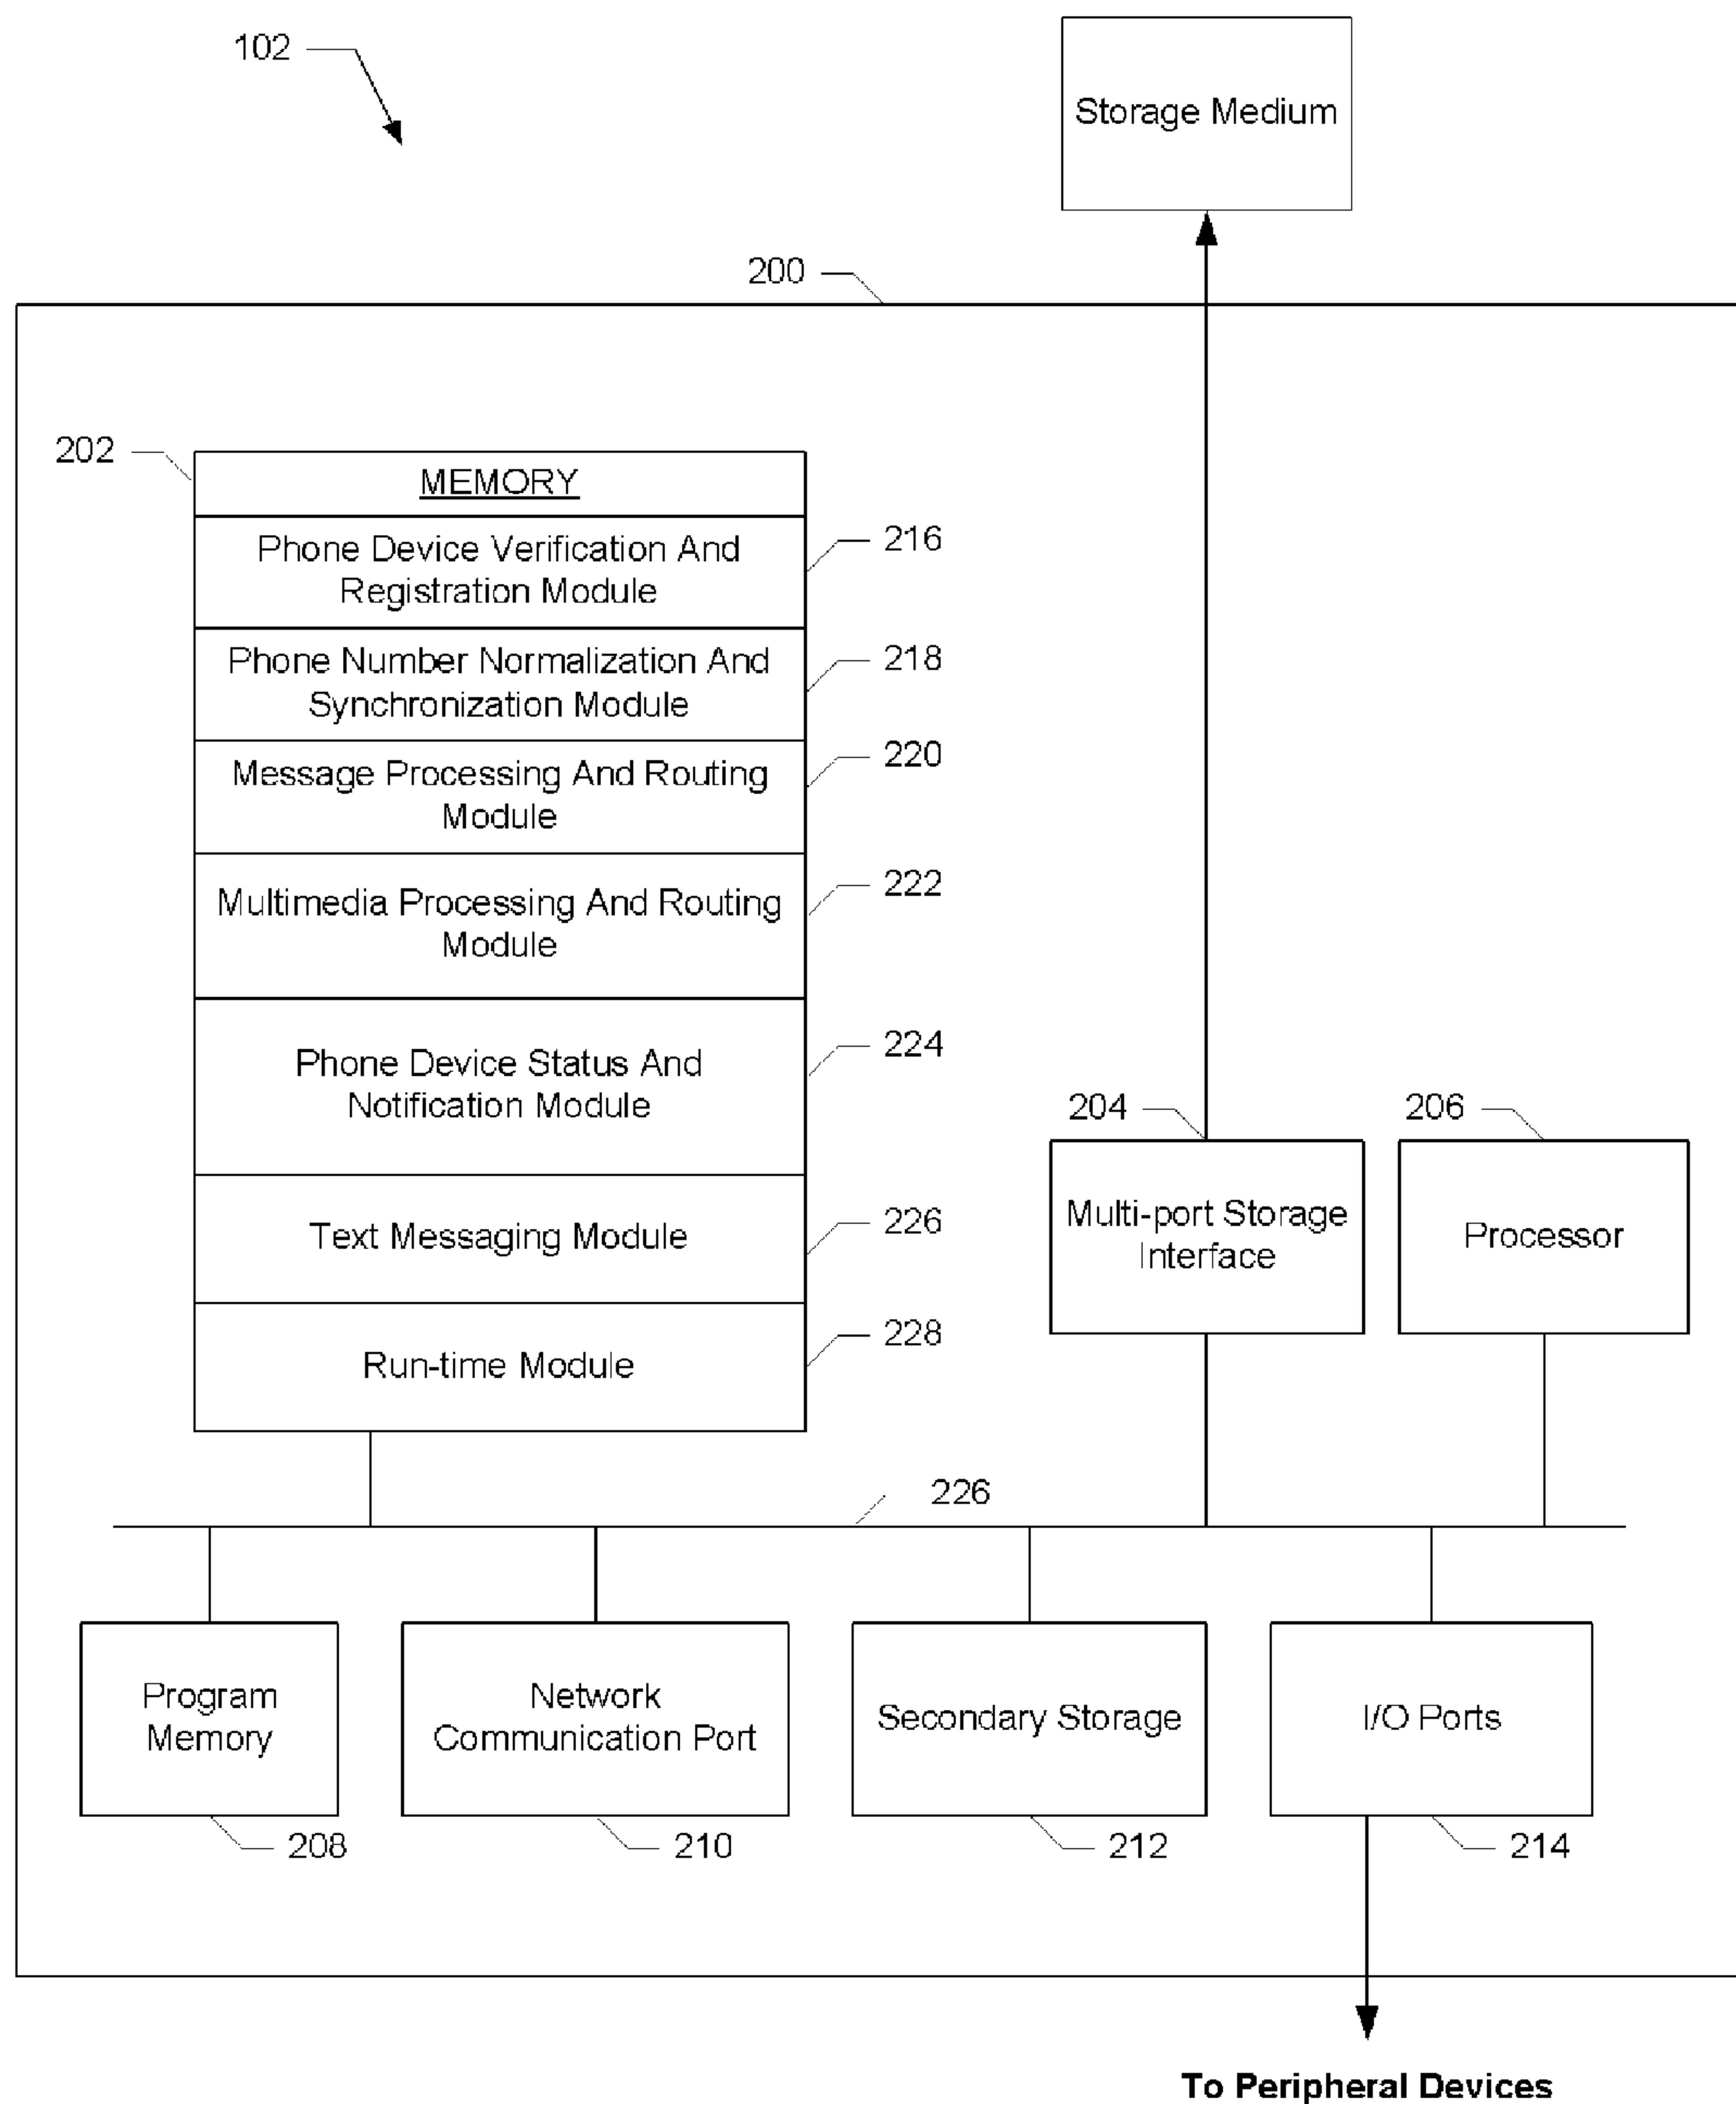 102
Storage Medium
200
202
MEMORY
Phone Device Verification And
Registration Module
216
Phone Number Normalization And
Synchronization Module
218
Message Processing And Routing
Module
220
Multimedia Processing And Routing
Module
222
Phone Device Status And
Notification Module
224
Text Messaging Module
226
Run-time Module
228
204
Multi-port Storage
Interface
206
Processor
226
Program
Memory
208
Network
Communication Port
210
Secondary Storage
212
I/O Ports
214
To Peripheral Devices